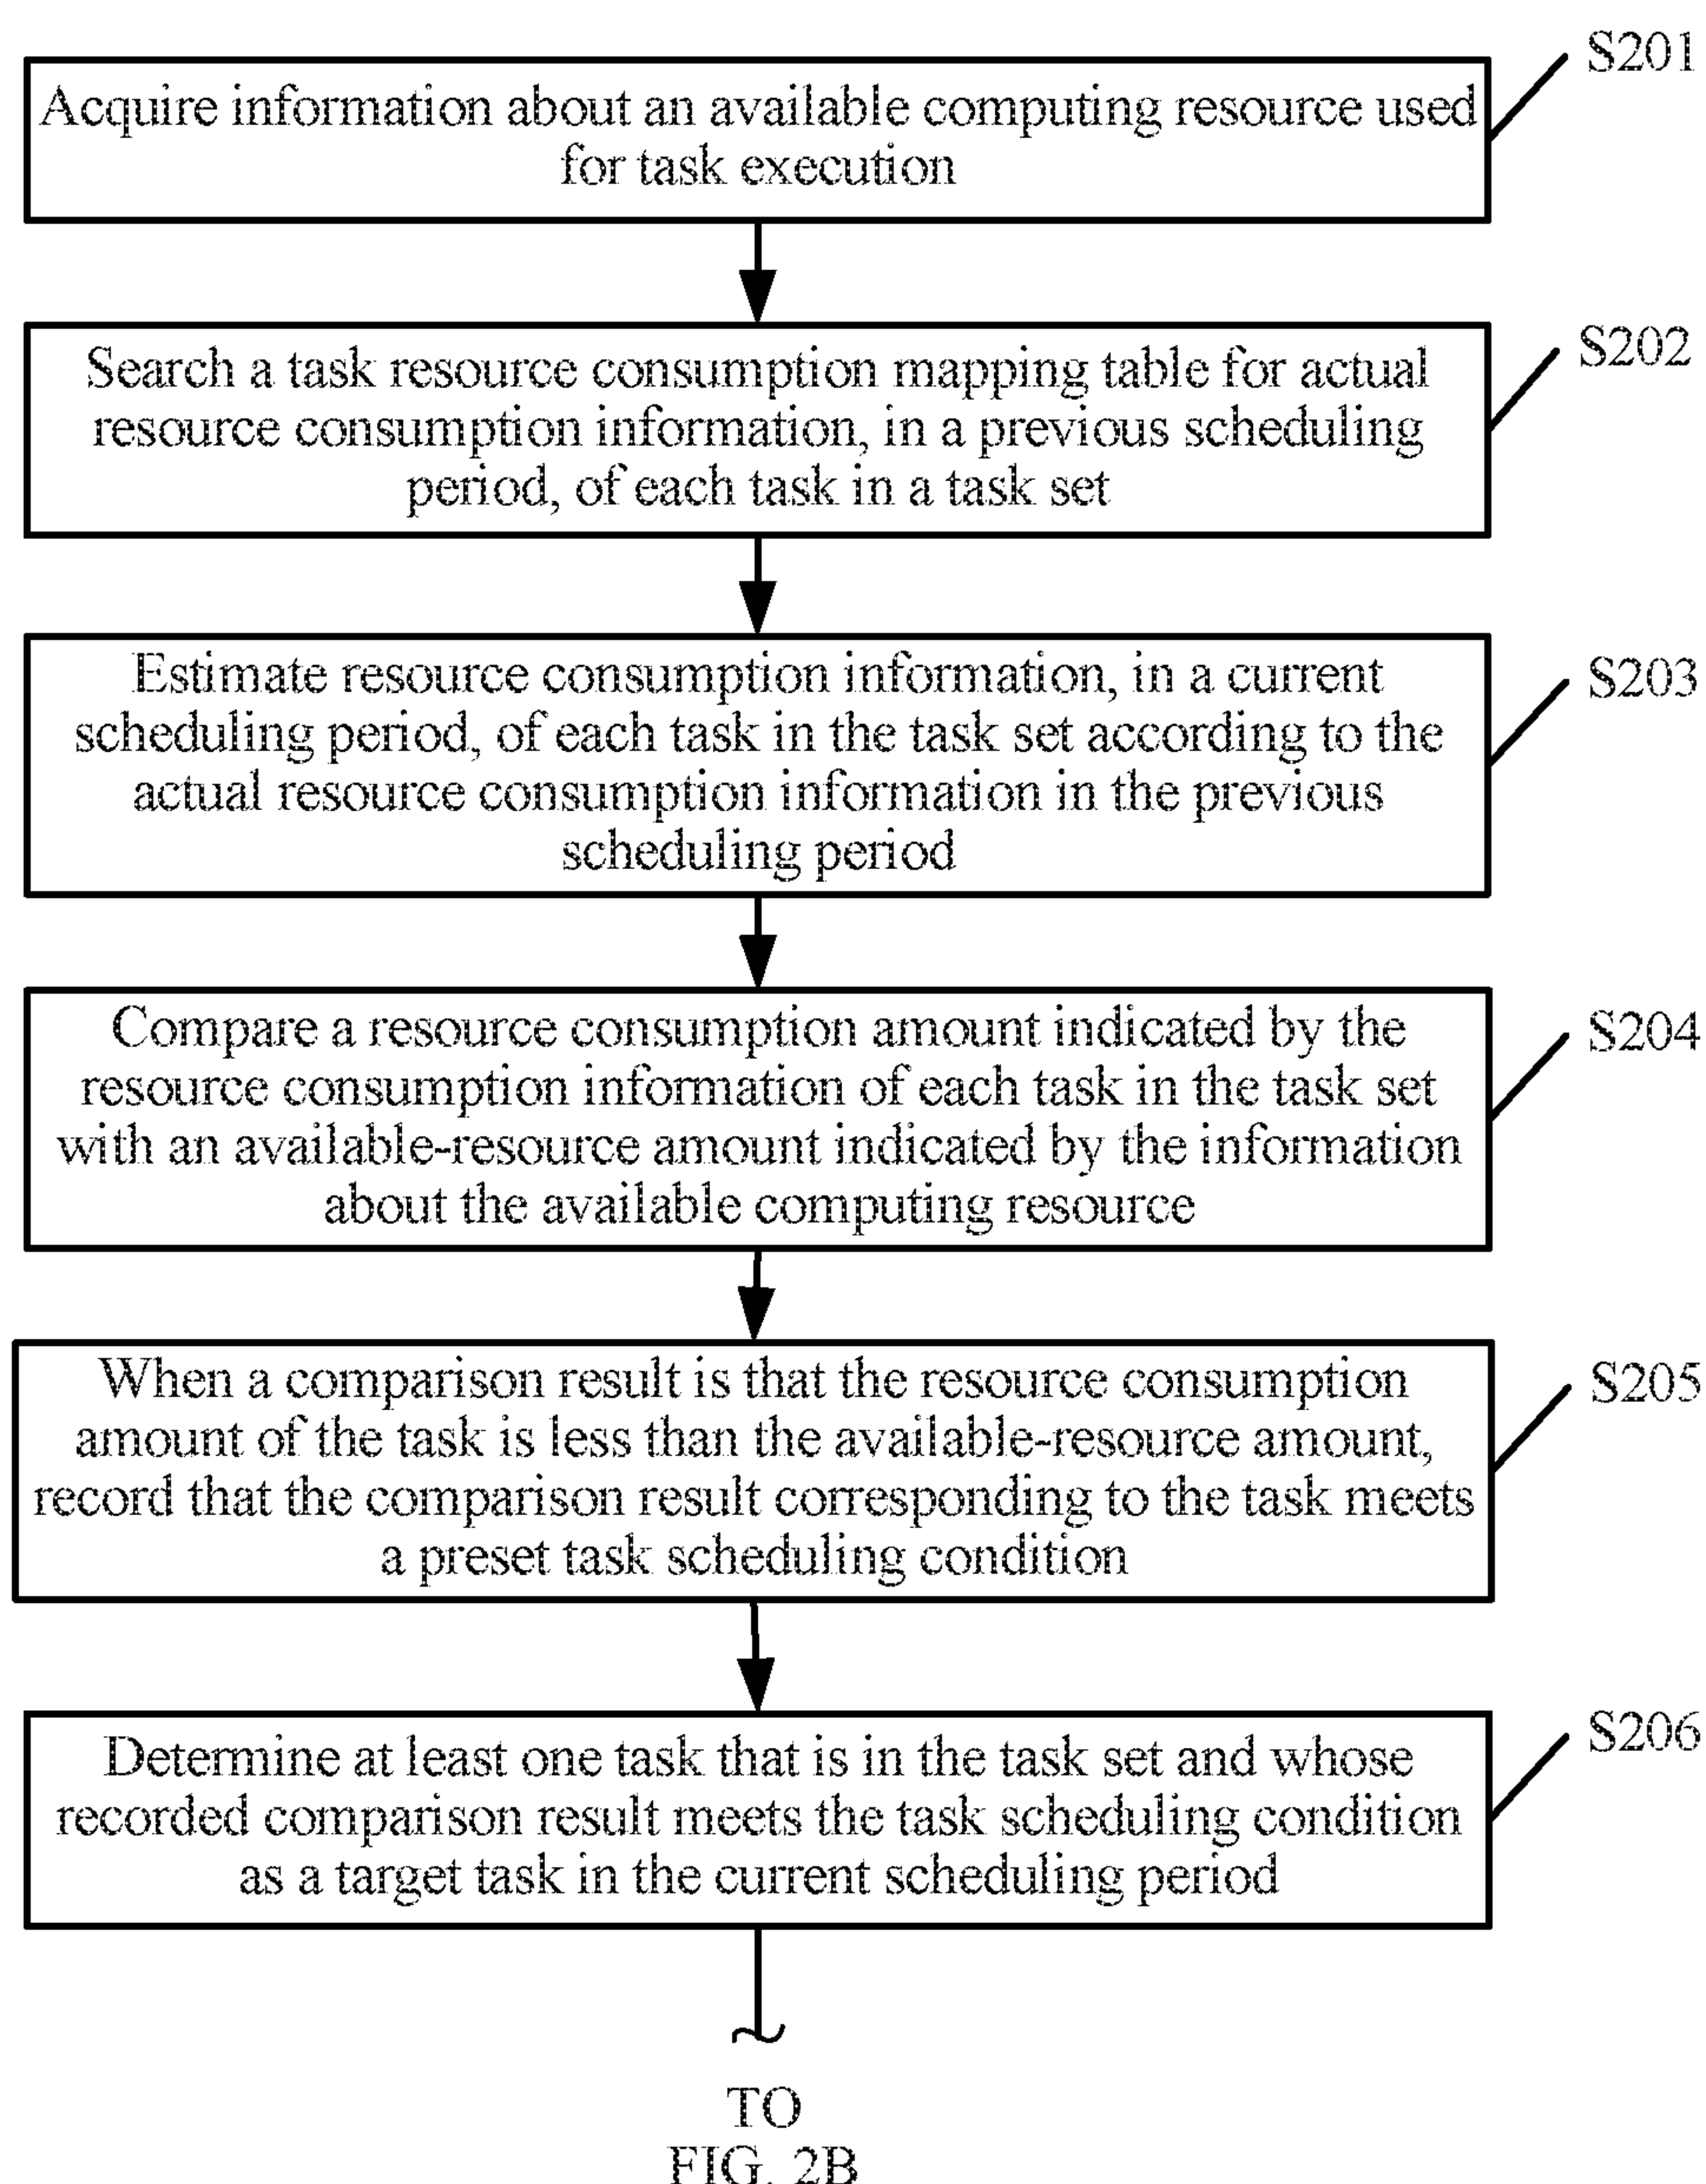 S201
Acquire information about an available computing resource used
for task execution
S202
Search a task resource consumption mapping table for actual
resource consumption information, in a previous scheduling
period, of each task in a task set
S203
Estimate resource consumption information, in a current
scheduling period, of each task in the task set according to the
actual resource consumption information in the previous
scheduling period
S204
Compare a resource consumption amount indicated by the
resource consumption information of each task in the task set
with an available-resource amount indicated by the information
about the available computing resource
S205
When a comparison result is that the resource consumption
amount of the task is less than the available-resource amount,
record that the comparison result corresponding to the task meets
a preset task scheduling condition
S206
Determine at least one task that is in the task set and whose
recorded comparison result meets the task scheduling condition
as a target task in the current scheduling period
TO
FIG. 2B